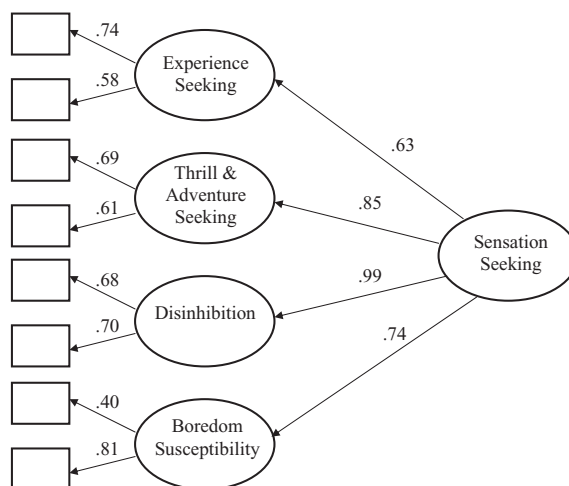 .74
Experience
Seeking
.58
.63
.69
Thrill &
Adventure
Seeking
.61
.85
Sensation
Seeking
.68
Disinhibition
.70
.99
.74
.40
Boredom
Susceptibility
.81